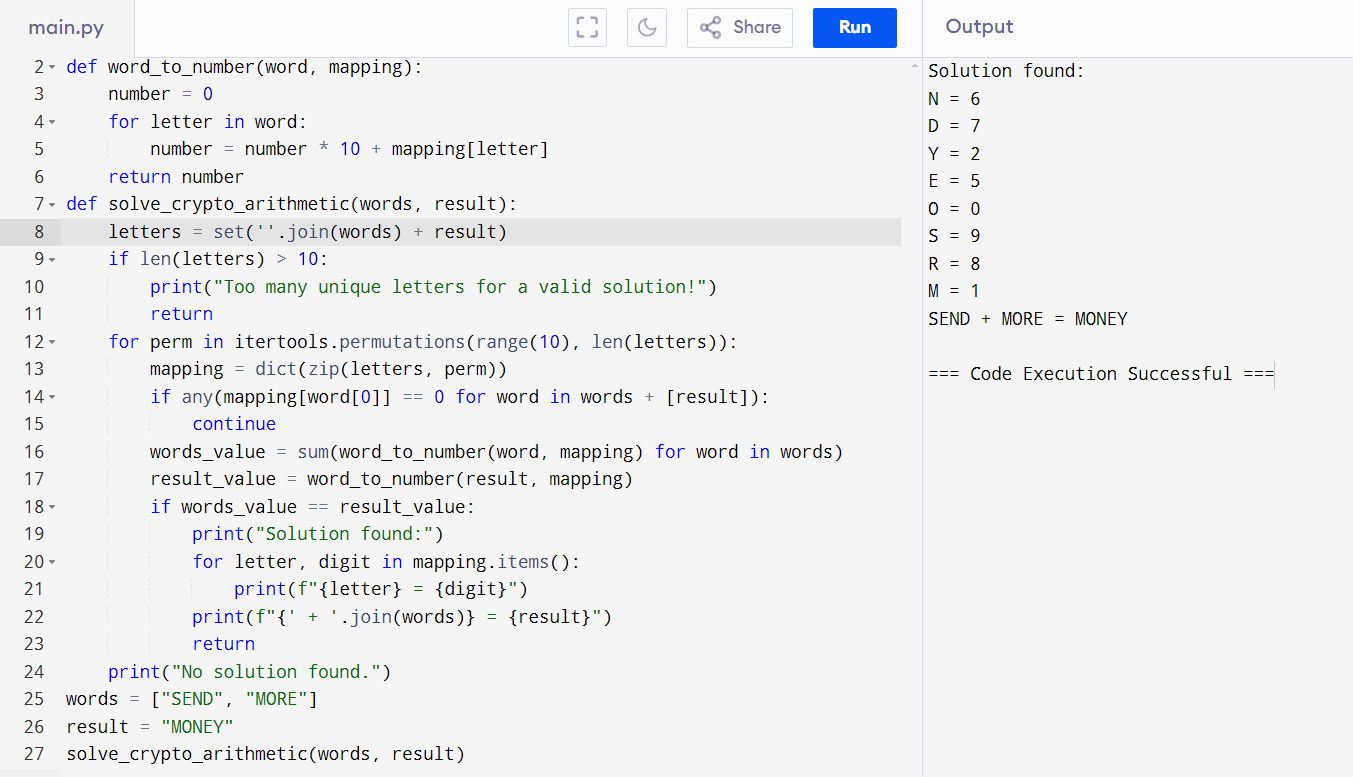 main.py
Share
Run
Output
2 def word_to_number(word, mapping):
3     number = 0
4     for letter in word:
5         number = number * 10 + mapping[letter]
6     return number
7 def solve_crypto_arithmetic(words, result):
8     letters = set(''.join(words) + result)
9     if len(letters) > 10:
10         print("Too many unique letters for a valid solution!")
11         return
12     for perm in itertools.permutations(range(10), len(letters)):
13         mapping = dict(zip(letters, perm))
14         if any(mapping[word[0]] == 0 for word in words + [result]):
15             continue
16         words_value = sum(word_to_number(word, mapping) for word in words)
17         result_value = word_to_number(result, mapping)
18         if words_value == result_value:
19             print("Solution found:")
20             for letter, digit in mapping.items():
21                 print(f"{letter} = {digit}")
22             print(f"{' + '.join(words)} = {result}")
23             return
24     print("No solution found.")
25 words = ["SEND", "MORE"]
26 result = "MONEY"
27 solve_crypto_arithmetic(words, result)
Solution found:
N = 6
D = 7
Y = 2
E = 5
O = 0
S = 9
R = 8
M = 1
SEND + MORE = MONEY
=== Code Execution Successful ===